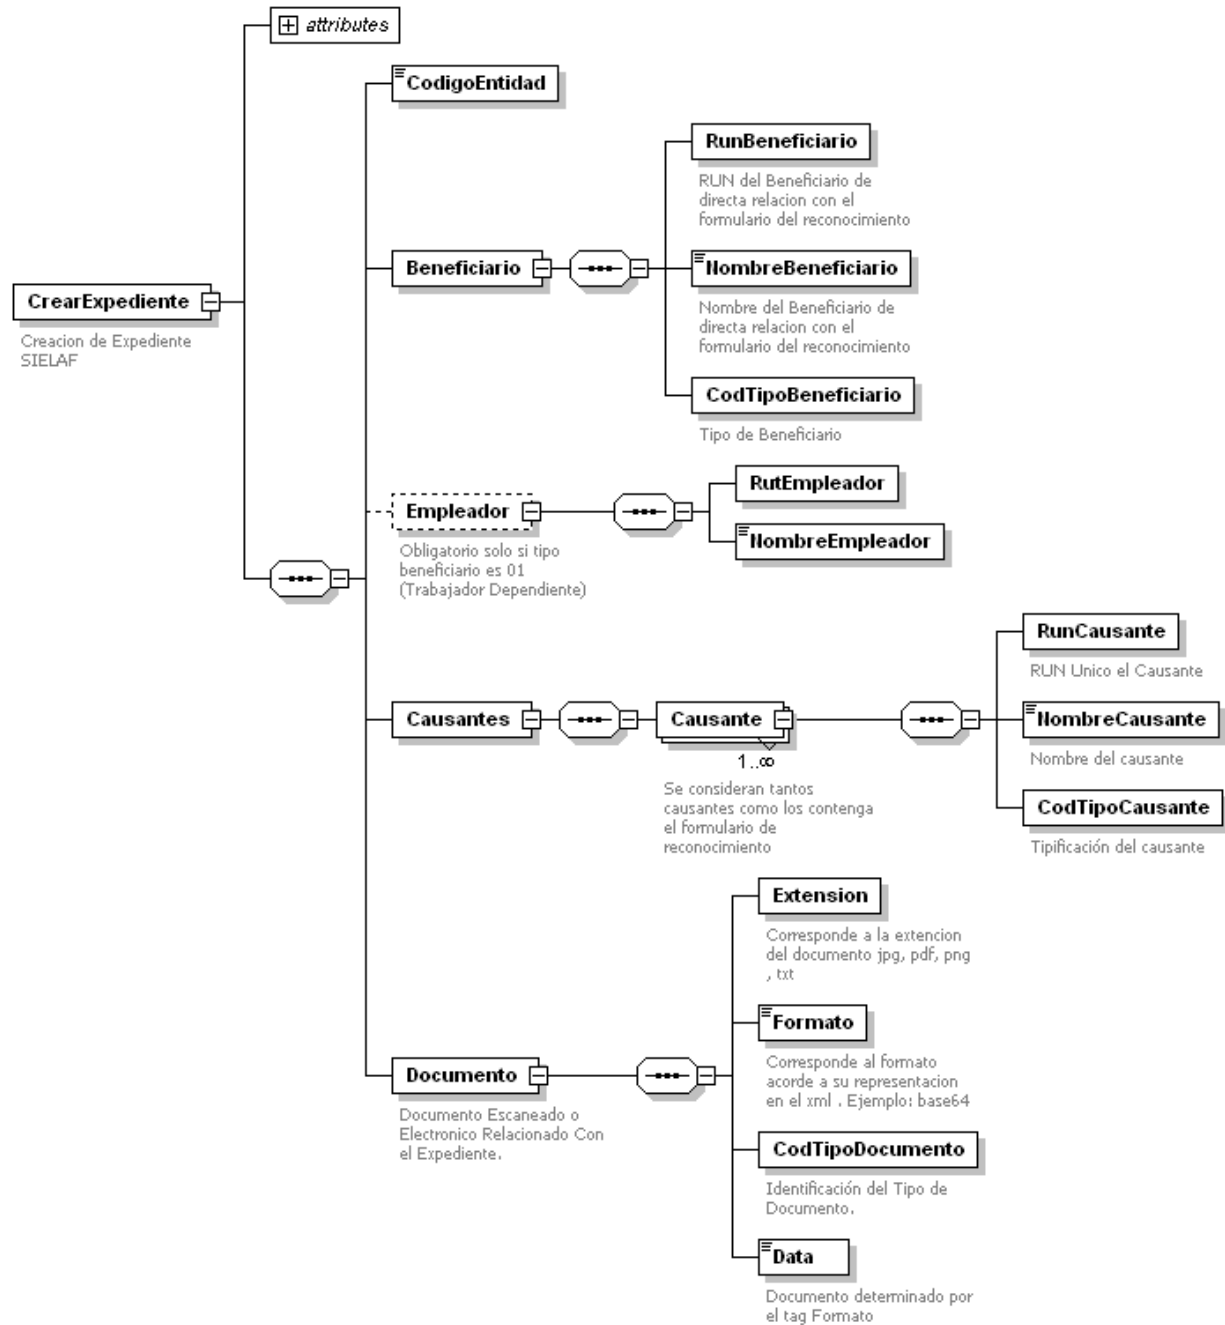 attributes
CodigoEntidad
RunBeneficiario
RUN del Beneficiario de
directa relacion con el
formulario del reconocimiento
Beneficiario
NombreBeneficiario
Nombre del Beneficiario de
directa relacion con el
formulario del reconocimiento
CrearExpediente
Creacion de Expediente
SIELAF
CodTipoBeneficiario
Tipo de Beneficiario
Empleador
Obligatorio solo si tipo
beneficiario es 01
(Trabajador Dependiente)
RutEmpleador
NombreEmpleador
Causantes
Causante
1..∞
Se consideran tantos
causantes como los contenga
el formulario de
reconocimiento
RunCausante
RUN Unico el Causante
NombreCausante
Nombre del causante
CodTipoCausante
Tipificación del causante
Documento
Documento Escaneado o
Electronico Relacionado Con
el Expediente.
Extension
Corresponde a la extencion
del documento jpg, pdf, png
, txt
Formato
Corresponde al formato
acorde a su representacion
en el xml . Ejemplo: base64
CodTipoDocumento
Identificación del Tipo de
Documento.
Data
Documento determinado por
el tag Formato